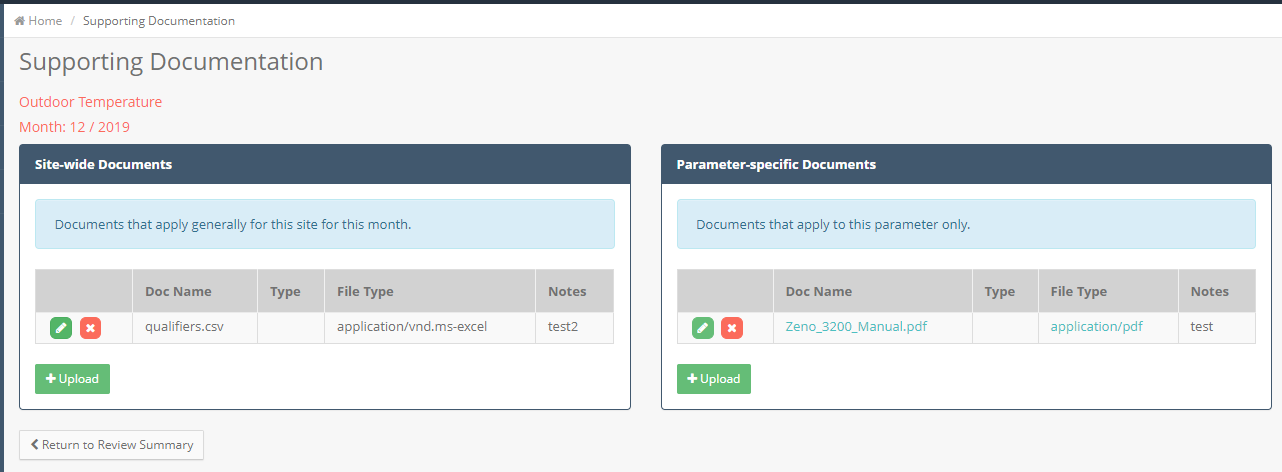 Home / Supporting Documentation
Supporting Documentation
Outdoor Temperature
Month: 12 / 2019
Site-wide Documents
Documents that apply generally for this site for this month.
Doc Name Type File Type Notes
qualifiers.csv application/vnd.ms-excel test2
Upload
Parameter-specific Documents
Documents that apply to this parameter only.
Doc Name Type File Type Notes
Zeno_3200_Manual.pdf application/pdf test
Upload
Return to Review Summary